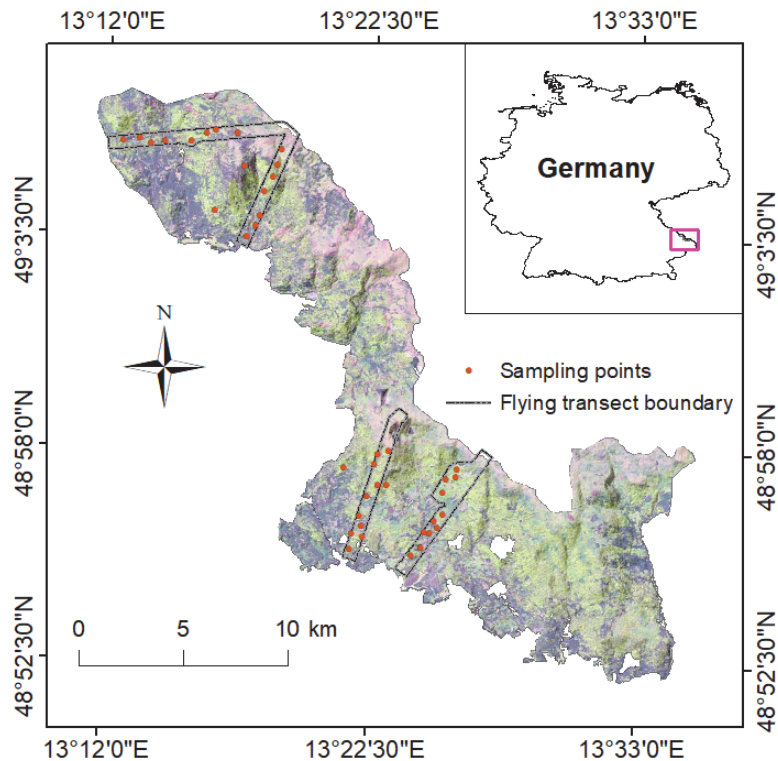 13°12'0"E 13°22'30"E 13°33'0"E
Germany
49°3'30"N 49°3'30"N
N
Sampling points
Flying transect boundary
48°58'0"N 48°58'0"N
0 5 10 km
48°52'30"N 48°52'30"N
13°12'0"E 13°22'30"E 13°33'0"E